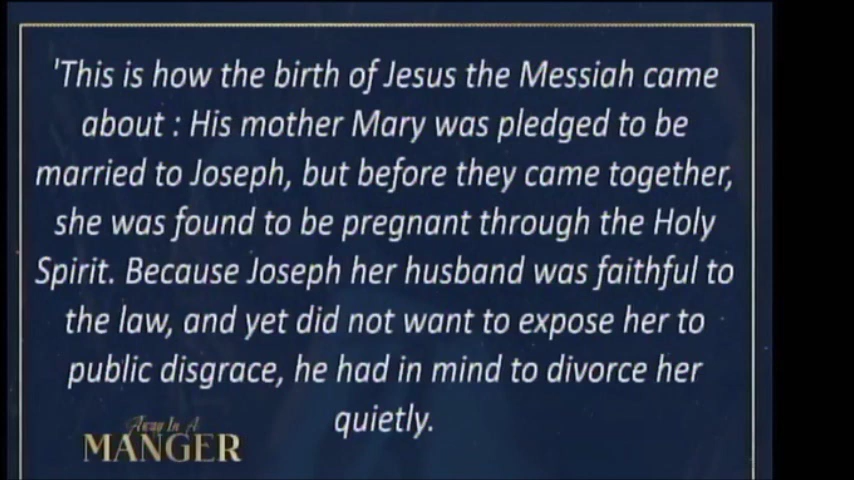 'This is how the birth of Jesus the Messiah came
about : His mother Mary was pledged to be
married to Joseph, but before they came together,
she was found to be pregnant through the Holy
Spirit. Because Joseph her husband was faithful to
the law, and yet did not want to expose her to
public disgrace, he had in mind to divorce her
quietly.
Away In A
MANGER